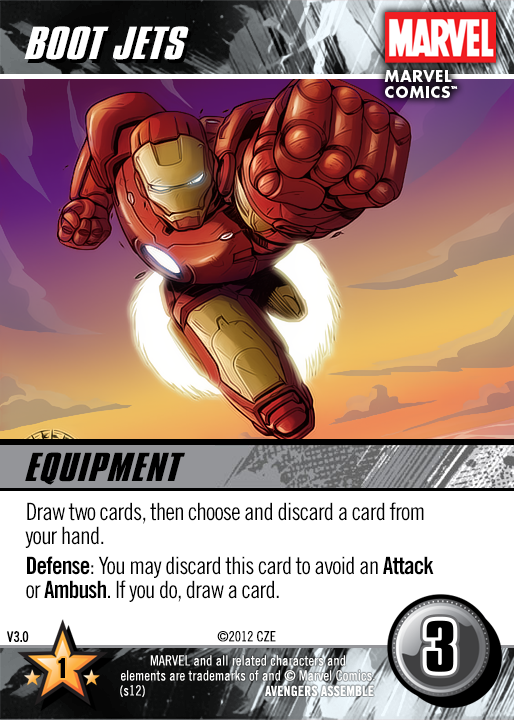 BOOT JETS
MARVEL
MARVEL
COMICS™
EQUIPMENT
Draw two cards, then choose and discard a card from
your hand.
Defense: You may discard this card to avoid an Attack
or Ambush. If you do, draw a card.
V3.0
©2012 CZE
3
1
MARVEL and all related characters and
elements are trademarks of and © Marvel Comics.
(s12)
AVENGERS ASSEMBLE